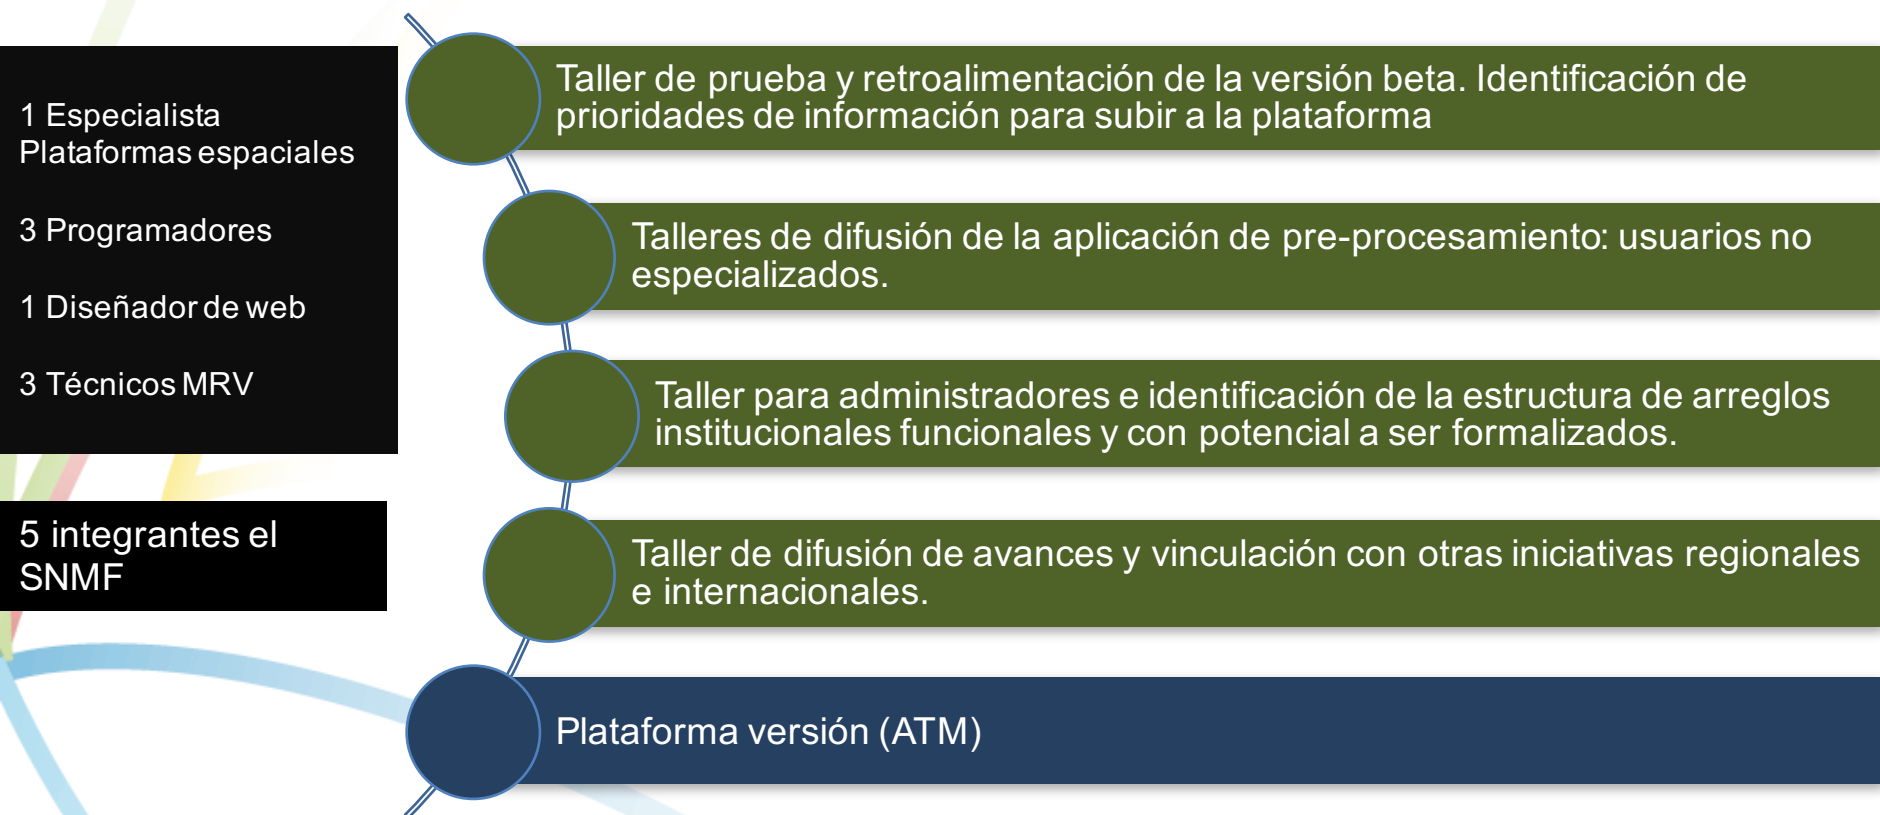 1 Especialista
Plataformas espaciales
3 Programadores
1 Diseñador de web
3 Técnicos MRV
5 integrantes el
SNMF
Taller de prueba y retroalimentación de la versión beta. Identificación de
prioridades de información para subir a la plataforma
Talleres de difusión de la aplicación de pre-procesamiento: usuarios no
especializados.
Taller para administradores e identificación de la estructura de arreglos
institucionales funcionales y con potencial a ser formalizados.
Taller de difusión de avances y vinculación con otras iniciativas regionales
e internacionales.
Plataforma versión (ATM)